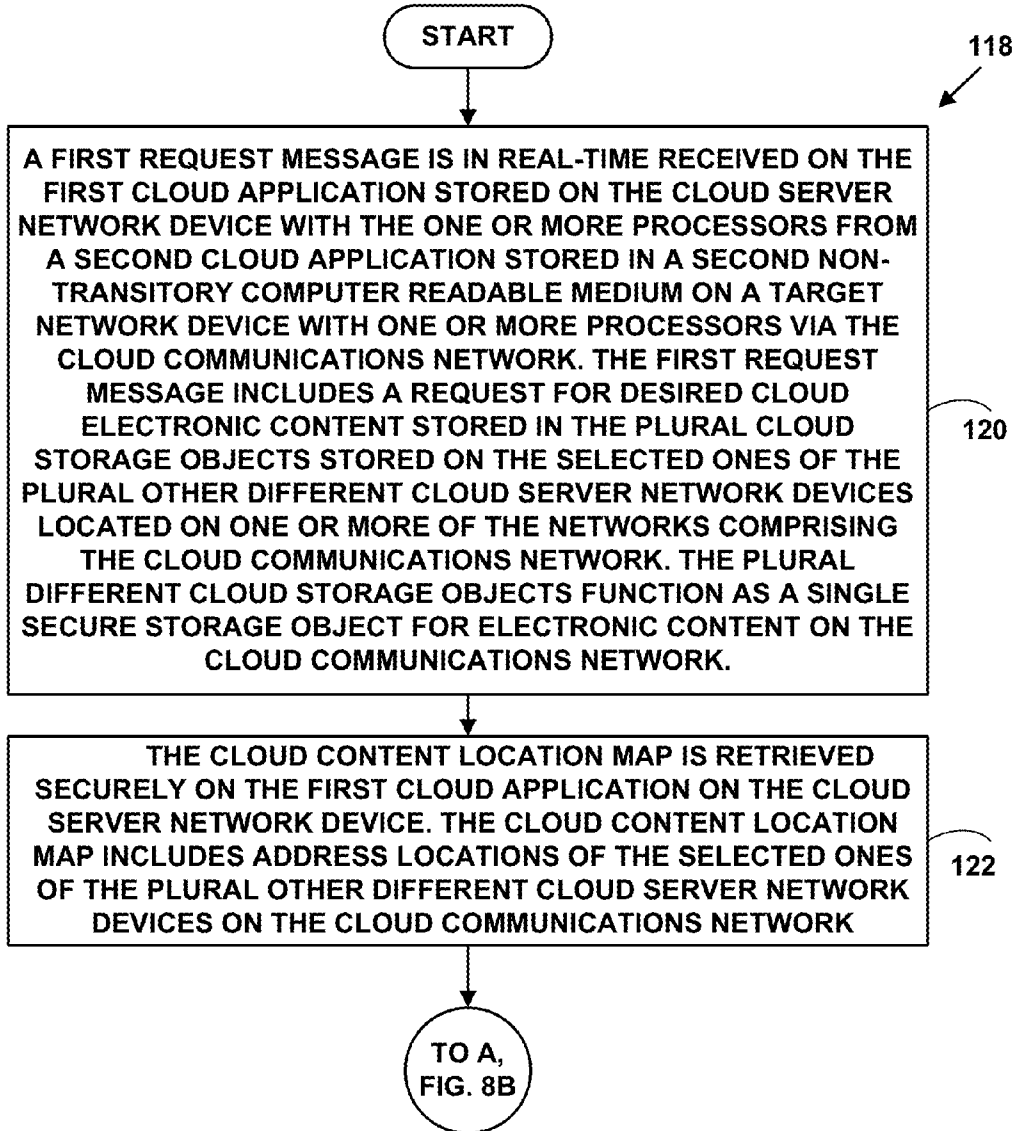 START
118
A FIRST REQUEST MESSAGE IS IN REAL-TIME RECEIVED ON THE
FIRST CLOUD APPLICATION STORED ON THE CLOUD SERVER
NETWORK DEVICE WITH THE ONE OR MORE PROCESSORS FROM
A SECOND CLOUD APPLICATION STORED IN A SECOND NON-
TRANSITORY COMPUTER READABLE MEDIUM ON A TARGET
NETWORK DEVICE WITH ONE OR MORE PROCESSORS VIA THE
CLOUD COMMUNICATIONS NETWORK. THE FIRST REQUEST
MESSAGE INCLUDES A REQUEST FOR DESIRED CLOUD
ELECTRONIC CONTENT STORED IN THE PLURAL CLOUD
STORAGE OBJECTS STORED ON THE SELECTED ONES OF THE
PLURAL OTHER DIFFERENT CLOUD SERVER NETWORK DEVICES
LOCATED ON ONE OR MORE OF THE NETWORKS COMPRISING
THE CLOUD COMMUNICATIONS NETWORK. THE PLURAL
DIFFERENT CLOUD STORAGE OBJECTS FUNCTION AS A SINGLE
SECURE STORAGE OBJECT FOR ELECTRONIC CONTENT ON THE
CLOUD COMMUNICATIONS NETWORK.
120
THE CLOUD CONTENT LOCATION MAP IS RETRIEVED
SECURELY ON THE FIRST CLOUD APPLICATION ON THE CLOUD
SERVER NETWORK DEVICE. THE CLOUD CONTENT LOCATION
MAP INCLUDES ADDRESS LOCATIONS OF THE SELECTED ONES
OF THE PLURAL OTHER DIFFERENT CLOUD SERVER NETWORK
DEVICES ON THE CLOUD COMMUNICATIONS NETWORK
122
TO A,
FIG. 8B